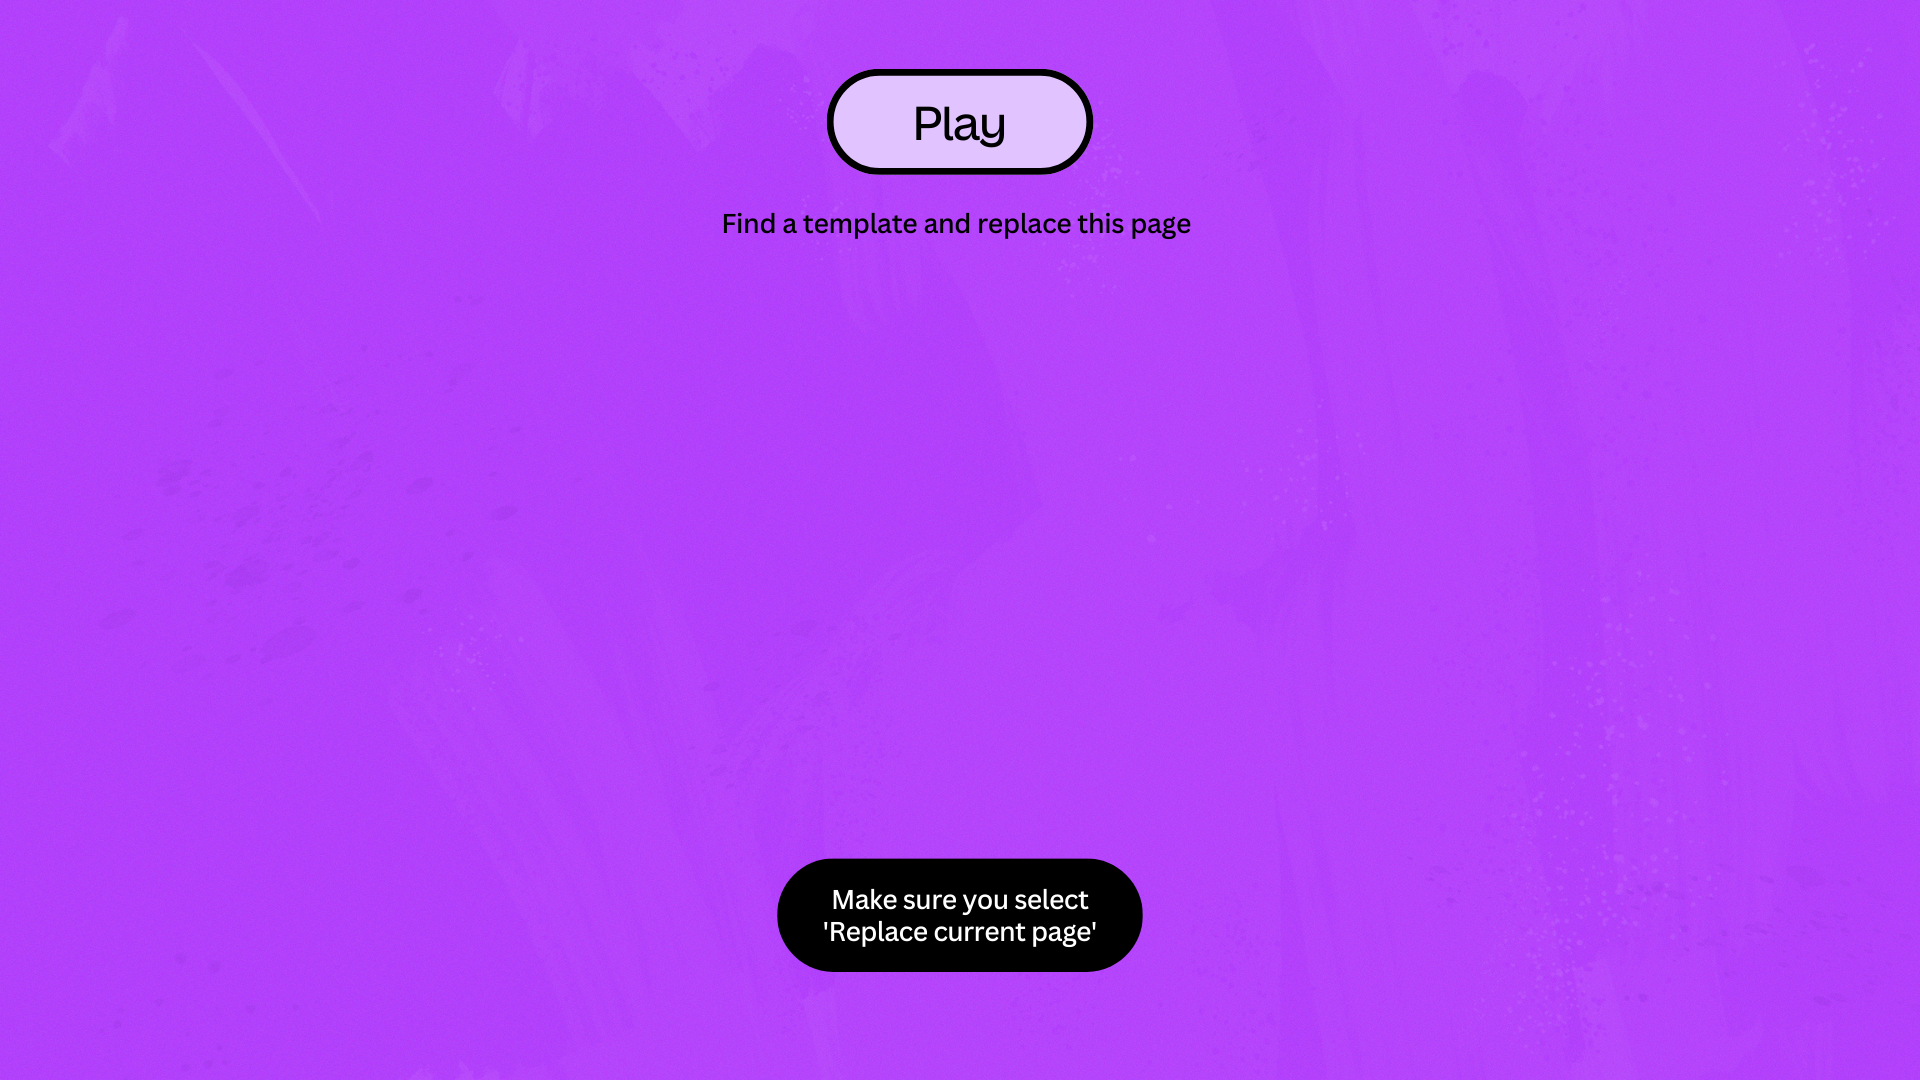 Play
Find a template and replace this page
Make sure you select
'Replace current page'